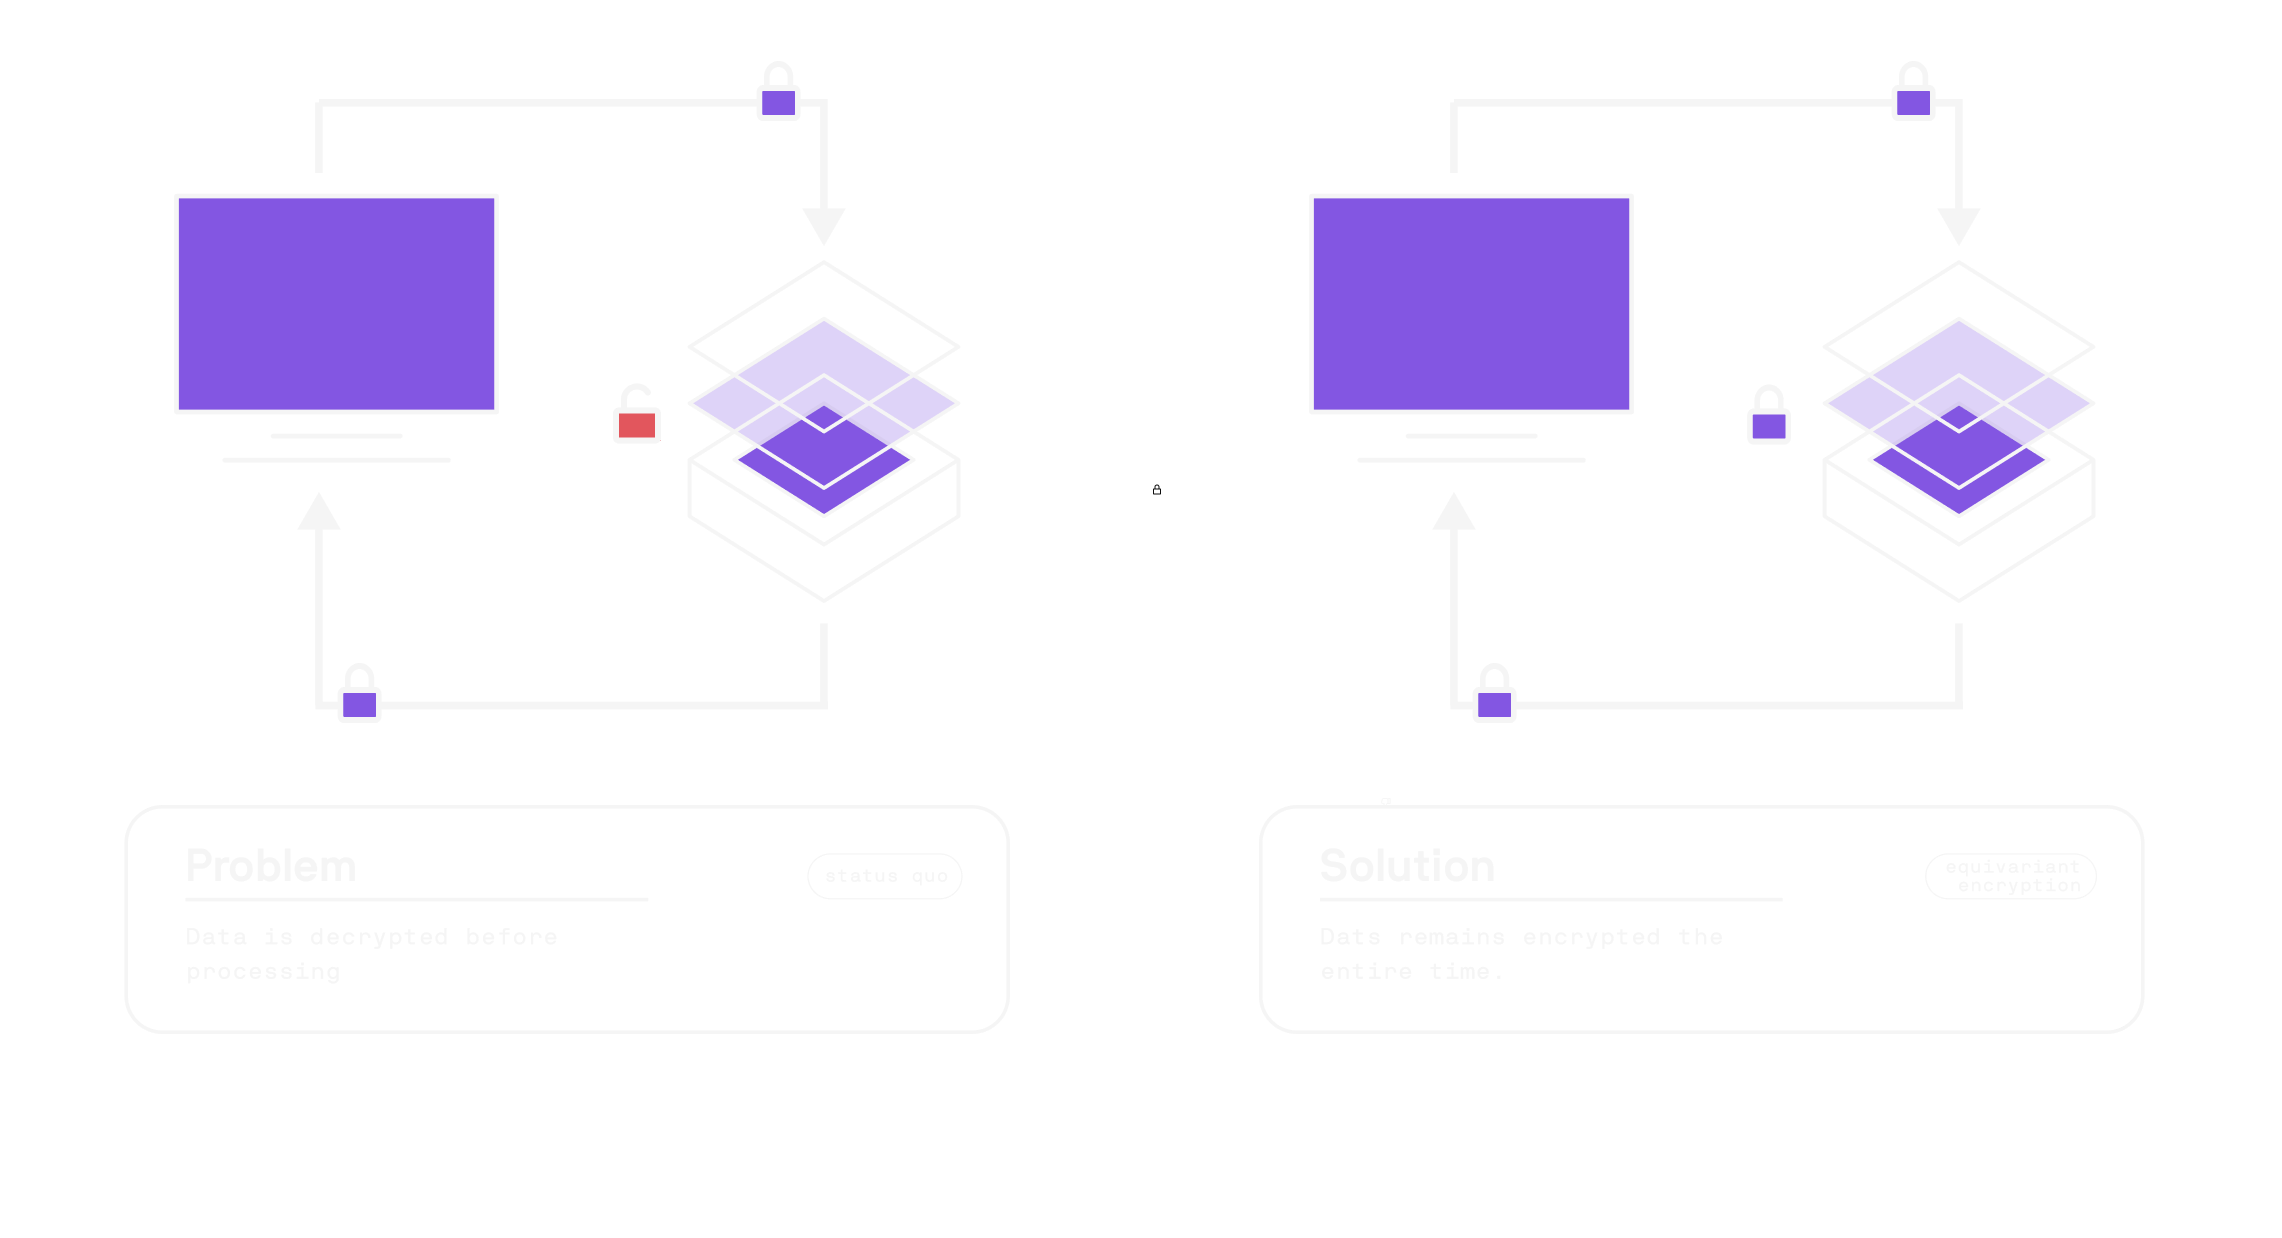 Problem
status quo
Data is decrypted before
processing
Solution
equivariant
encryption
Dats remains encrypted the
entire time.